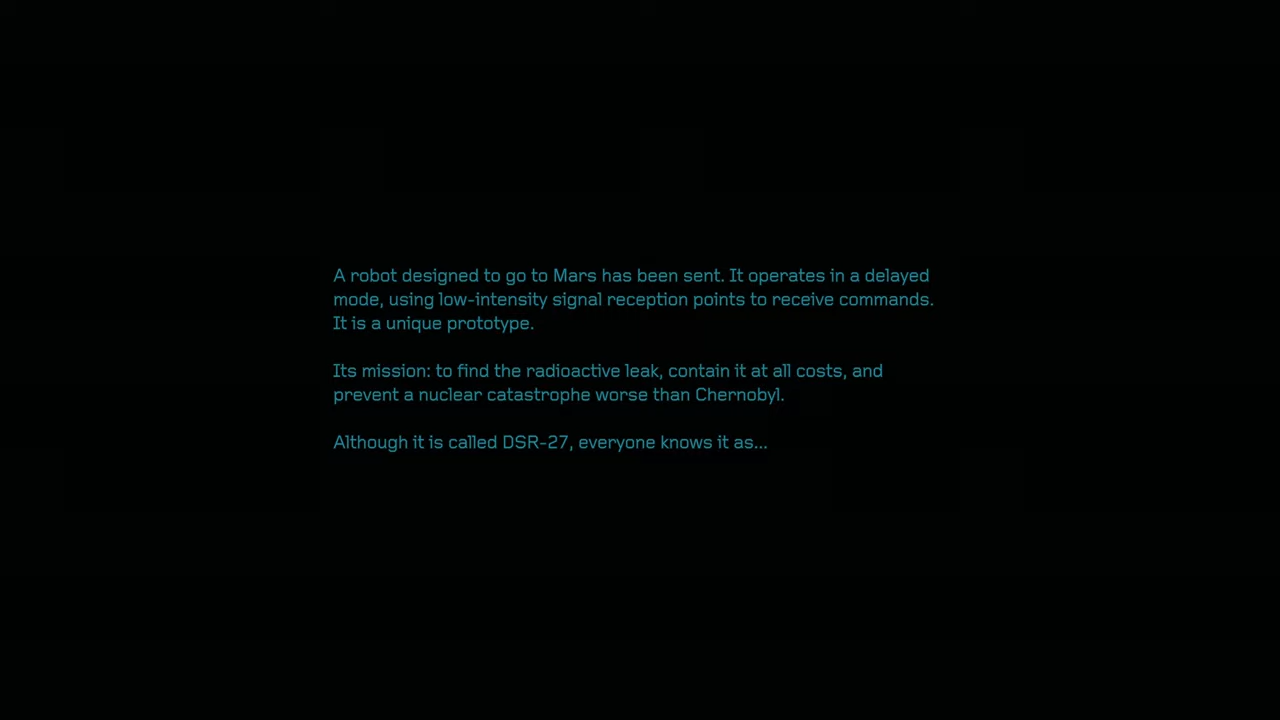 A robot designed to go to Mars has been sent. It operates in a delayed
mode, using low-intensity signal reception points to receive commands.
It is a unique prototype.
Its mission: to find the radioactive leak, contain it at all costs, and
prevent a nuclear catastrophe worse than Chernobyl.
Although it is called DSR-27, everyone knows it as...